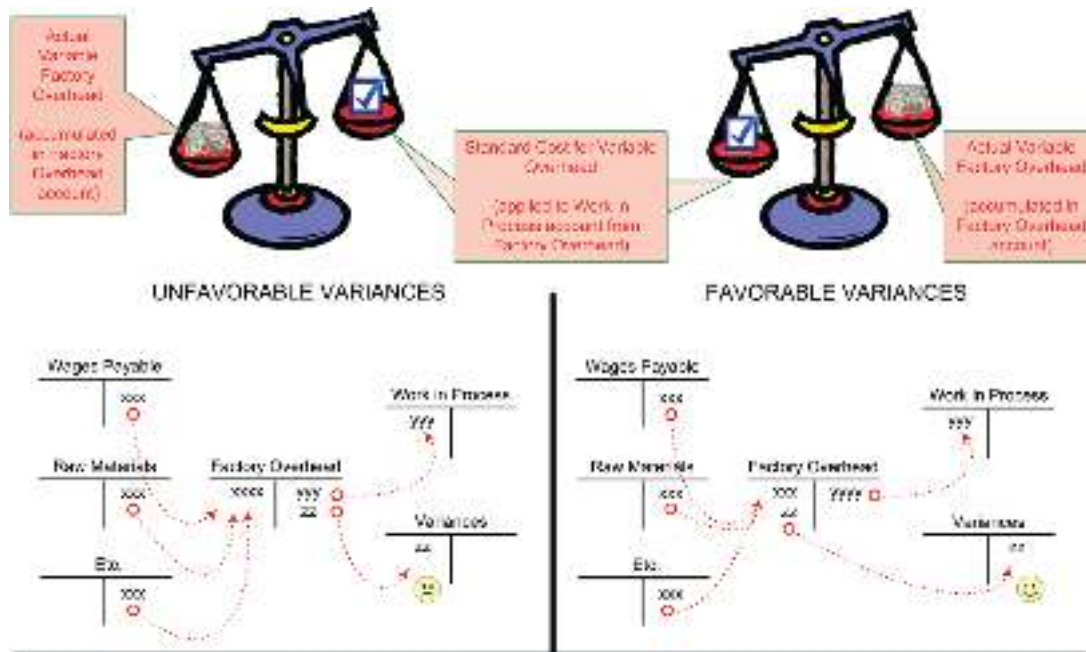 Actual
Variable
Factory
Overhead
(accumulated
in Factory
Overhead
account)
Standard Cost for Variable
Overhead
(applied to Work in
Process account from
Factory Overhead)
Actual Variable
Factory Overhead
(accumulated in
Factory Overhead
account)
UNFAVORABLE VARIANCES
Wages Payable
xxx
Raw Materials
xxx
Etc.
xxx
Factory Overhead
xxxx yyy
zz
Work in Process
yyy
Variances
zz
FAVORABLE VARIANCES
Wages Payable
xxx
Raw Materials
xxx
Etc.
xxx
Factory Overhead
xxx yyyy
zz
Work in Process
yyy
Variances
zz